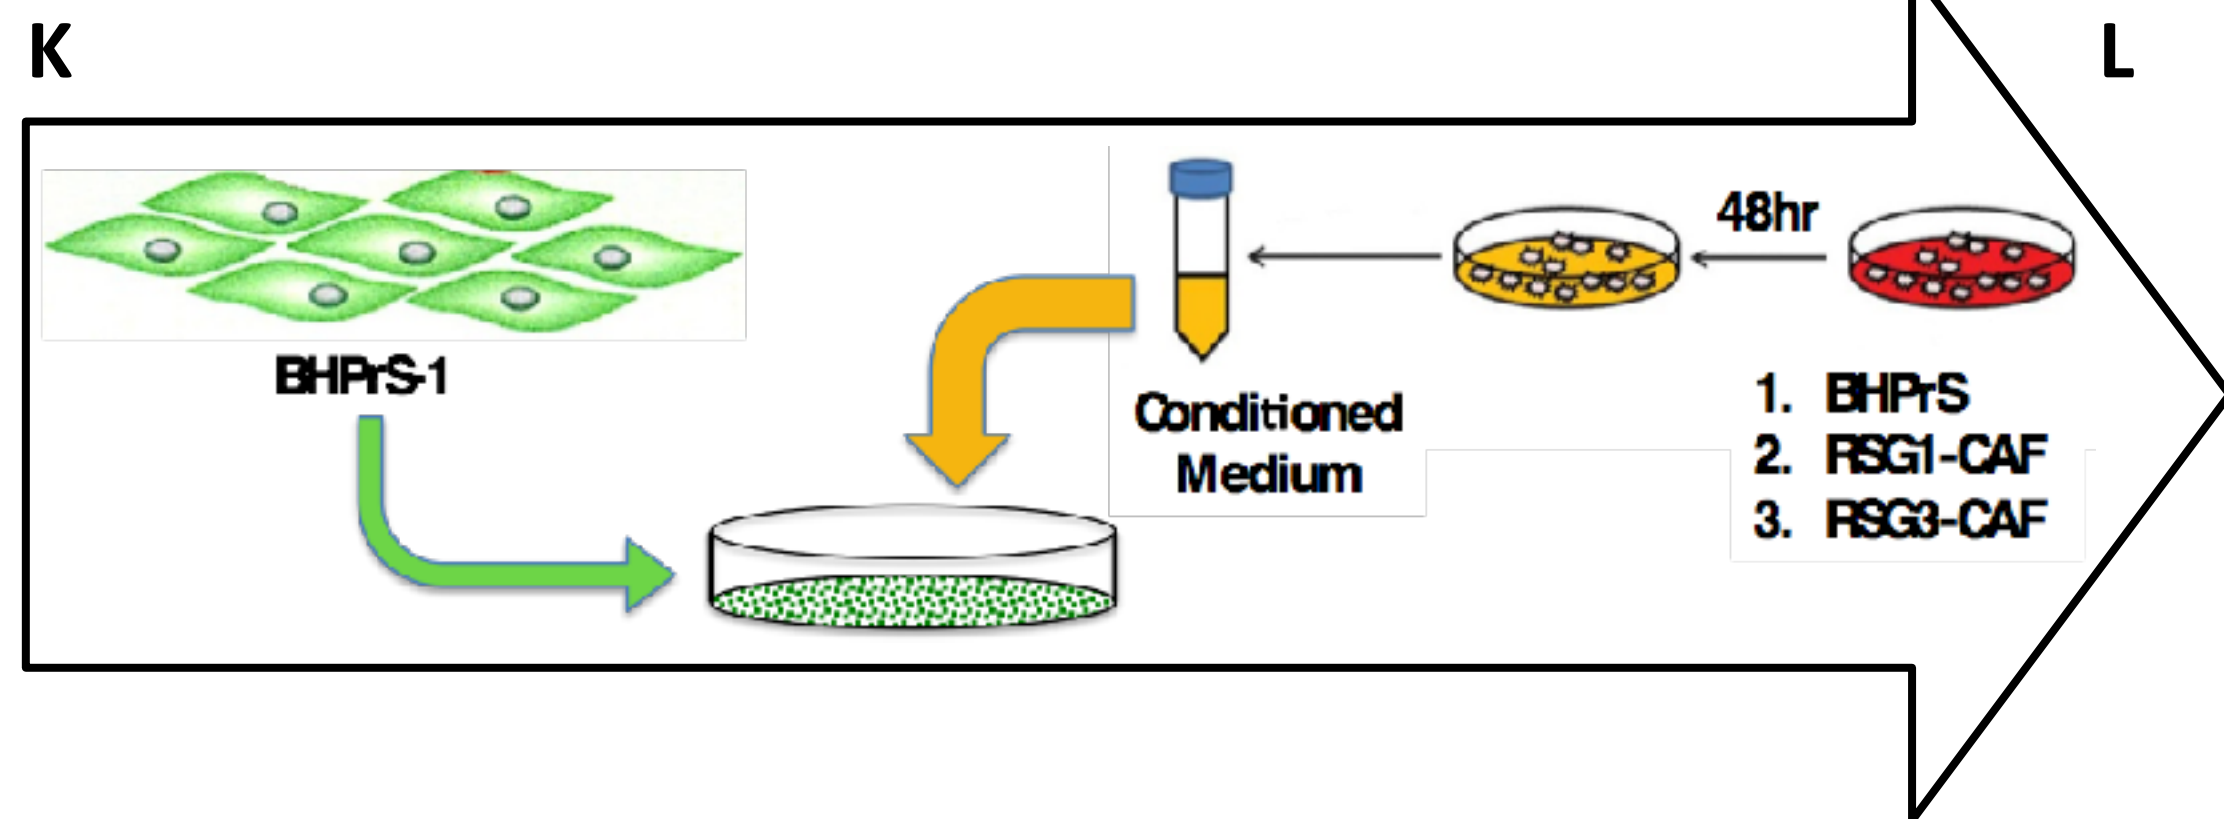 K
L
48hr
BHPrS-1
Conditioned
Medium
1. BHPrS
2. RSG1-CAF
3. RSG3-CAF